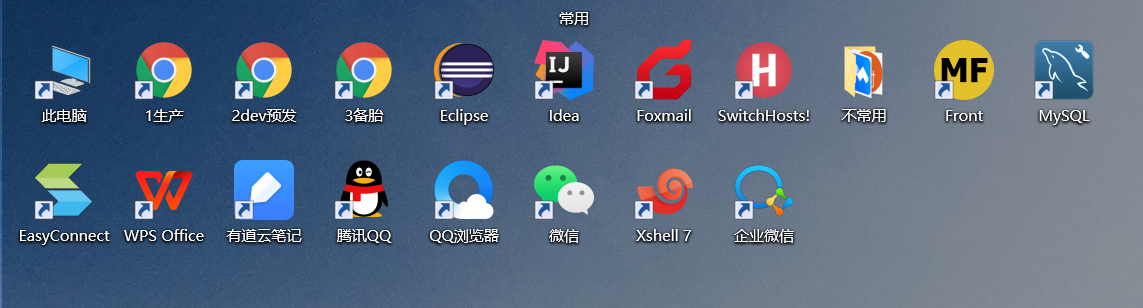 常用
此电脑 1生产 2dev预发 3备胎 Eclipse Idea Foxmail SwitchHosts! 不常用 Front MySQL
EasyConnect WPS Office 有道云笔记 腾讯QQ QQ浏览器 微信 Xshell 7 企业微信
IJ
H
MF